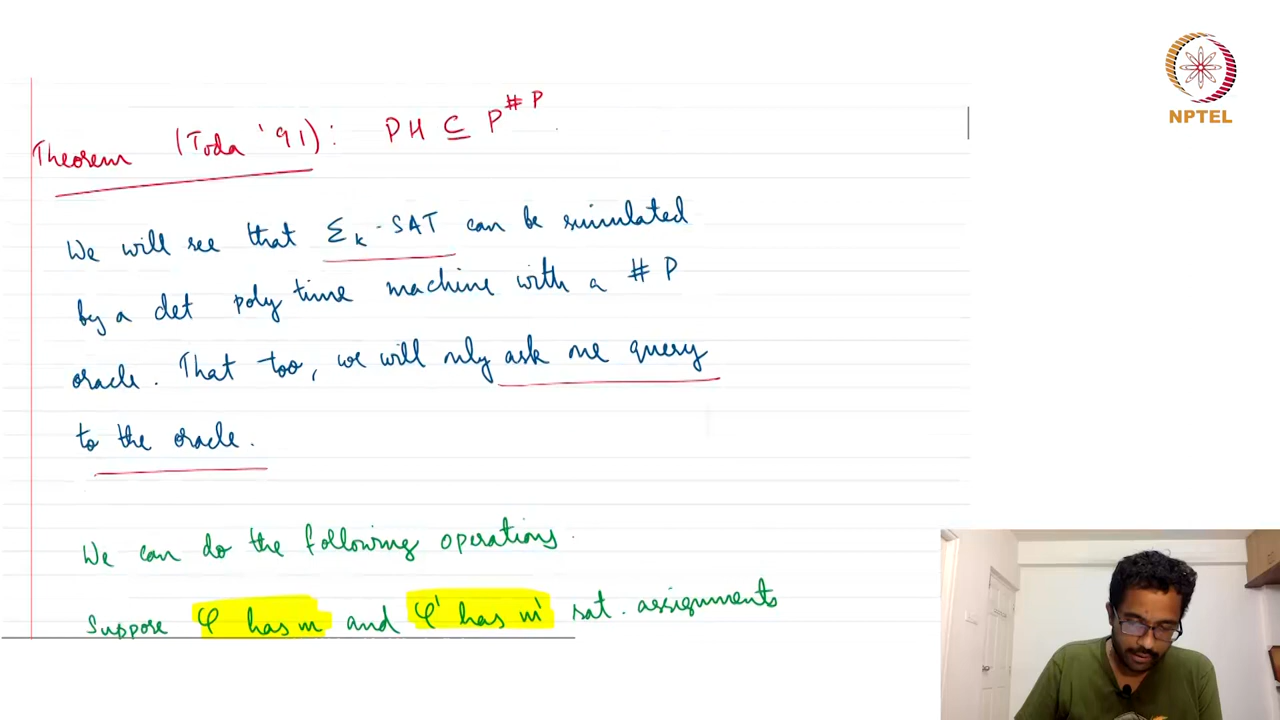 NPTEL
Theorem (Toda '91): PH ⊆ P^#P.
We will see that Σₖ-SAT can be simulated
by a det poly time machine with a #P
oracle. That too, we will only ask one query
to the oracle.
We can do the following operations.
Suppose φ has m and φ' has m' sat. assignments